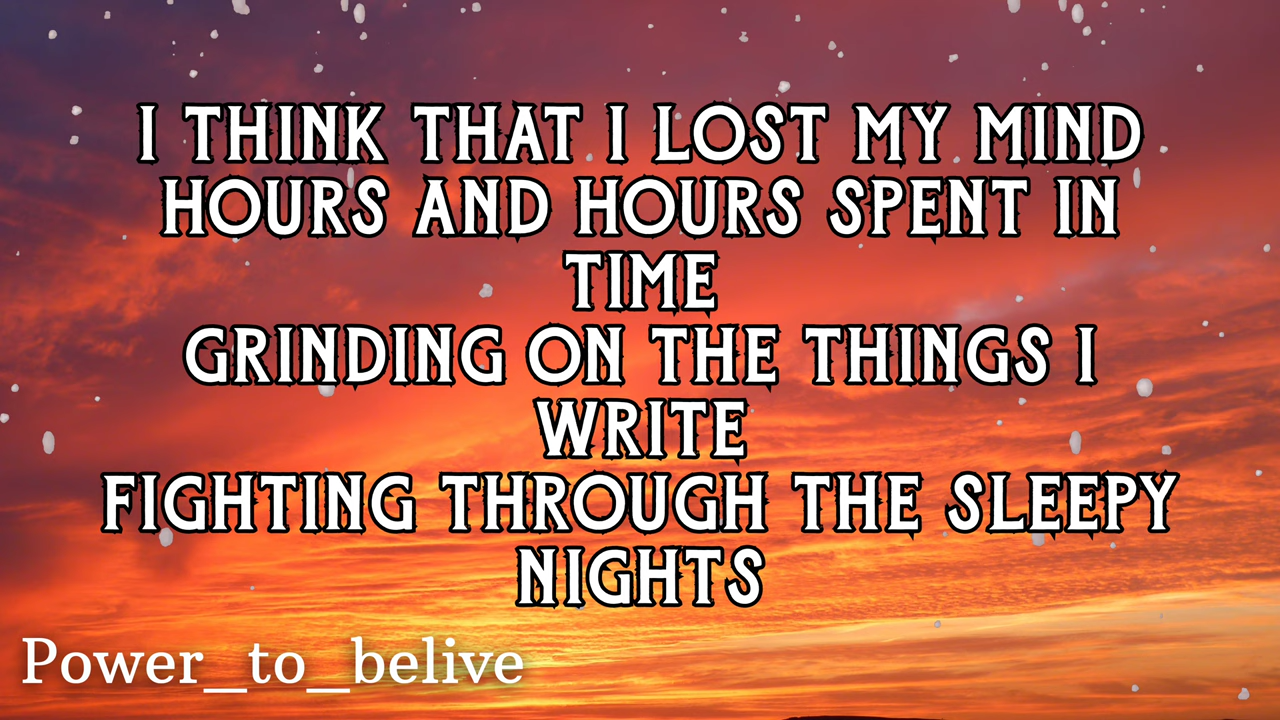 I THINK THAT I LOST MY MIND
HOURS AND HOURS SPENT IN
TIME
GRINDING ON THE THINGS I
WRITE
FIGHTING THROUGH THE SLEEPY
NIGHTS
Power_to_belive